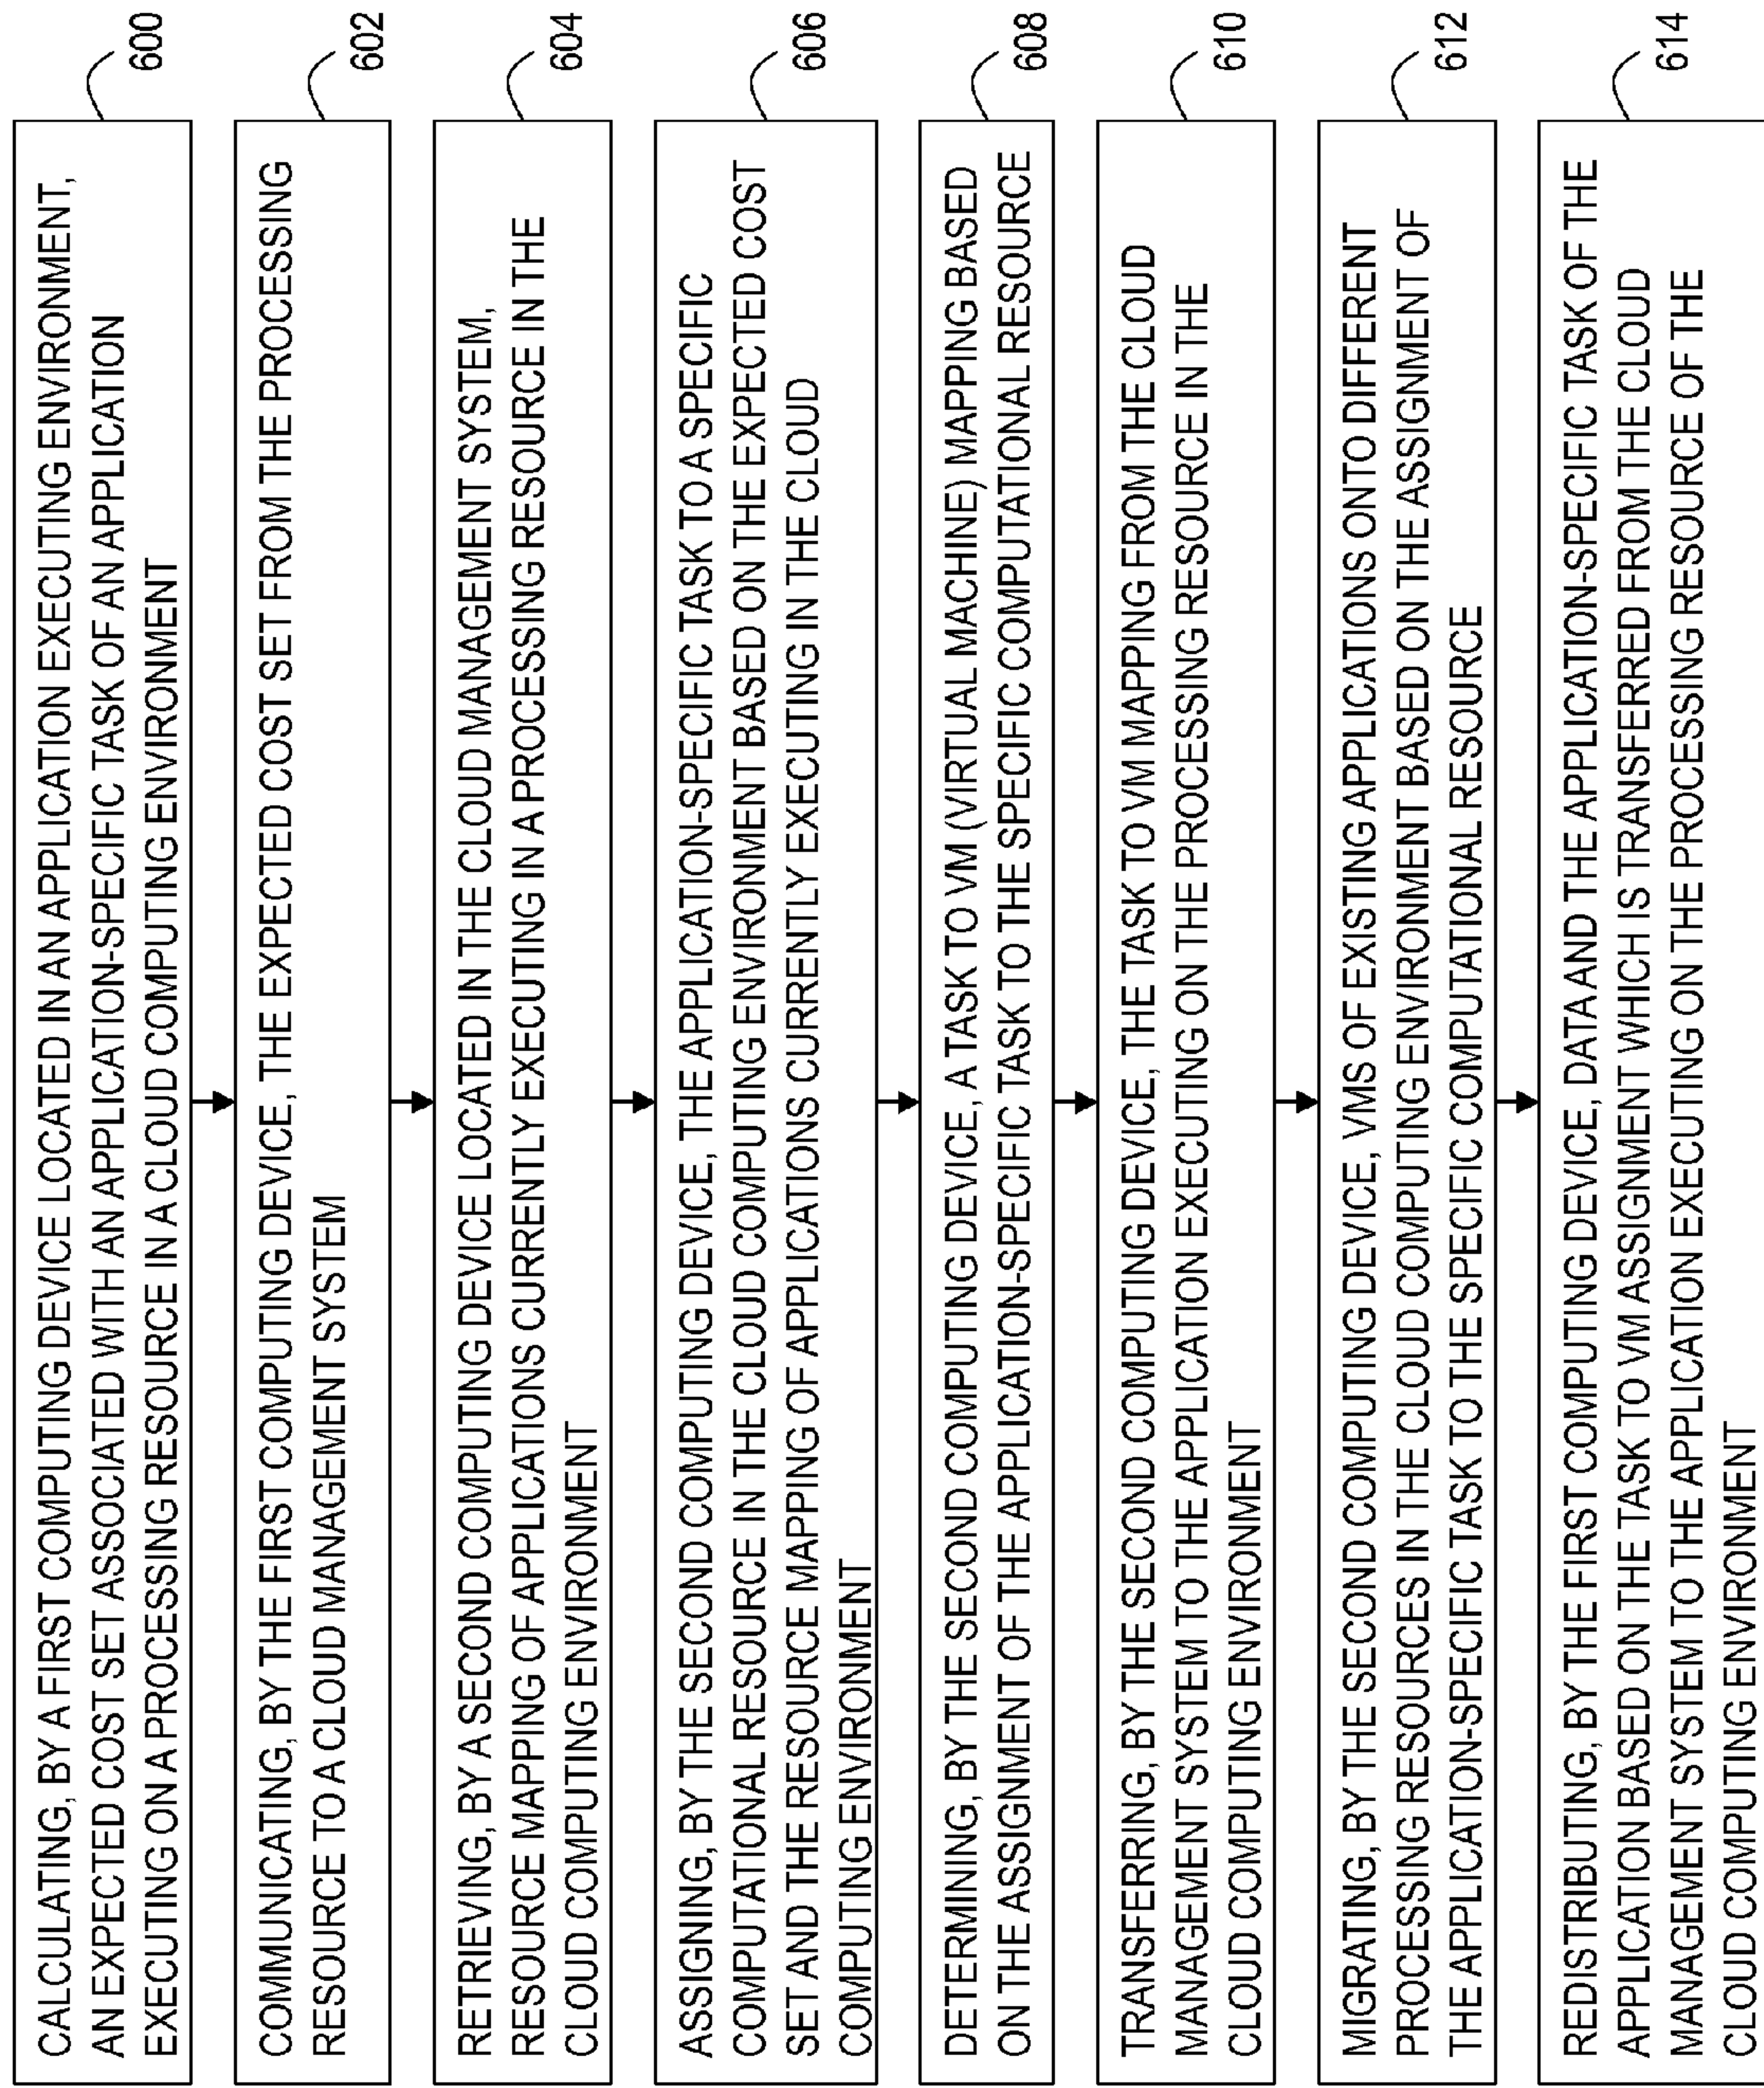 CALCULATING, BY A FIRST COMPUTING DEVICE LOCATED IN AN APPLICATION EXECUTING ENVIRONMENT,
AN EXPECTED COST SET ASSOCIATED WITH AN APPLICATION-SPECIFIC TASK OF AN APPLICATION
EXECUTING ON A PROCESSING RESOURCE IN A CLOUD COMPUTING ENVIRONMENT
600
COMMUNICATING, BY THE FIRST COMPUTING DEVICE, THE EXPECTED COST SET FROM THE PROCESSING
RESOURCE TO A CLOUD MANAGEMENT SYSTEM
602
RETRIEVING, BY A SECOND COMPUTING DEVICE LOCATED IN THE CLOUD MANAGEMENT SYSTEM,
RESOURCE MAPPING OF APPLICATIONS CURRENTLY EXECUTING IN A PROCESSING RESOURCE IN THE
CLOUD COMPUTING ENVIRONMENT
604
ASSIGNING, BY THE SECOND COMPUTING DEVICE, THE APPLICATION-SPECIFIC TASK TO A SPECIFIC
COMPUTATIONAL RESOURCE IN THE CLOUD COMPUTING ENVIRONMENT BASED ON THE EXPECTED COST
SET AND THE RESOURCE MAPPING OF APPLICATIONS CURRENTLY EXECUTING IN THE CLOUD
COMPUTING ENVIRONMENT
606
DETERMINING, BY THE SECOND COMPUTING DEVICE, A TASK TO VM (VIRTUAL MACHINE) MAPPING BASED
ON THE ASSIGNMENT OF THE APPLICATION-SPECIFIC TASK TO THE SPECIFIC COMPUTATIONAL RESOURCE
608
TRANSFERRING, BY THE SECOND COMPUTING DEVICE, THE TASK TO VM MAPPING FROM THE CLOUD
MANAGEMENT SYSTEM TO THE APPLICATION EXECUTING ON THE PROCESSING RESOURCE IN THE
CLOUD COMPUTING ENVIRONMENT
610
MIGRATING, BY THE SECOND COMPUTING DEVICE, VMS OF EXISTING APPLICATIONS ONTO DIFFERENT
PROCESSING RESOURCES IN THE CLOUD COMPUTING ENVIRONMENT BASED ON THE ASSIGNMENT OF
THE APPLICATION-SPECIFIC TASK TO THE SPECIFIC COMPUTATIONAL RESOURCE
612
REDISTRIBUTING, BY THE FIRST COMPUTING DEVICE, DATA AND THE APPLICATION-SPECIFIC TASK OF THE
APPLICATION BASED ON THE TASK TO VM ASSIGNMENT WHICH IS TRANSFERRED FROM THE CLOUD
MANAGEMENT SYSTEM TO THE APPLICATION EXECUTING ON THE PROCESSING RESOURCE OF THE
CLOUD COMPUTING ENVIRONMENT
614